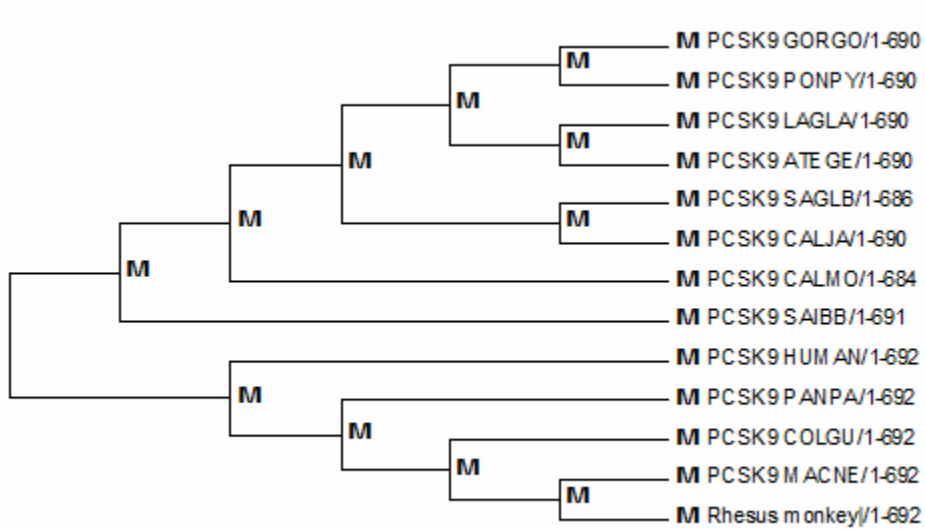 M PCSK9 GORGO/1-690
M
M PCSK9 PONPY/1-690
M
M PCSK9 LAGLA/1-690
M
M PCSK9 ATEGE/1-690
M
M PCSK9 SAGLB/1-686
M
M
M PCSK9 CALJA/1-690
M
M PCSK9 CALMO/1-684
M PCSK9 SAIBB/1-691
M PCSK9 HUMAN/1-692
M
M PCSK9 PANPA/1-692
M
M PCSK9 COLGU/1-692
M
M PCSK9 MACNE/1-692
M
M Rhesus monkey|/1-692